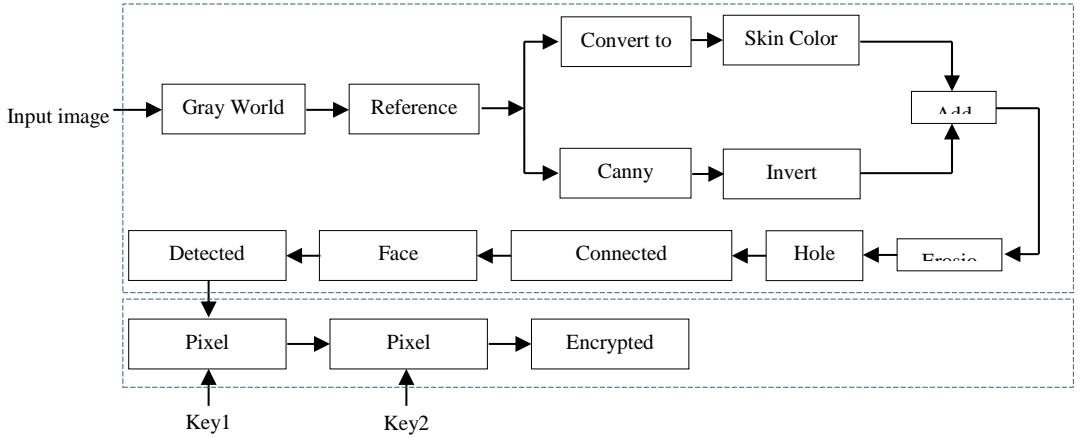 Convert to
Skin Color
Input image
Gray World
Reference
Canny
Invert
Detected
Face
Connected
Hole
Pixel
Pixel
Encrypted
Key1
Key2